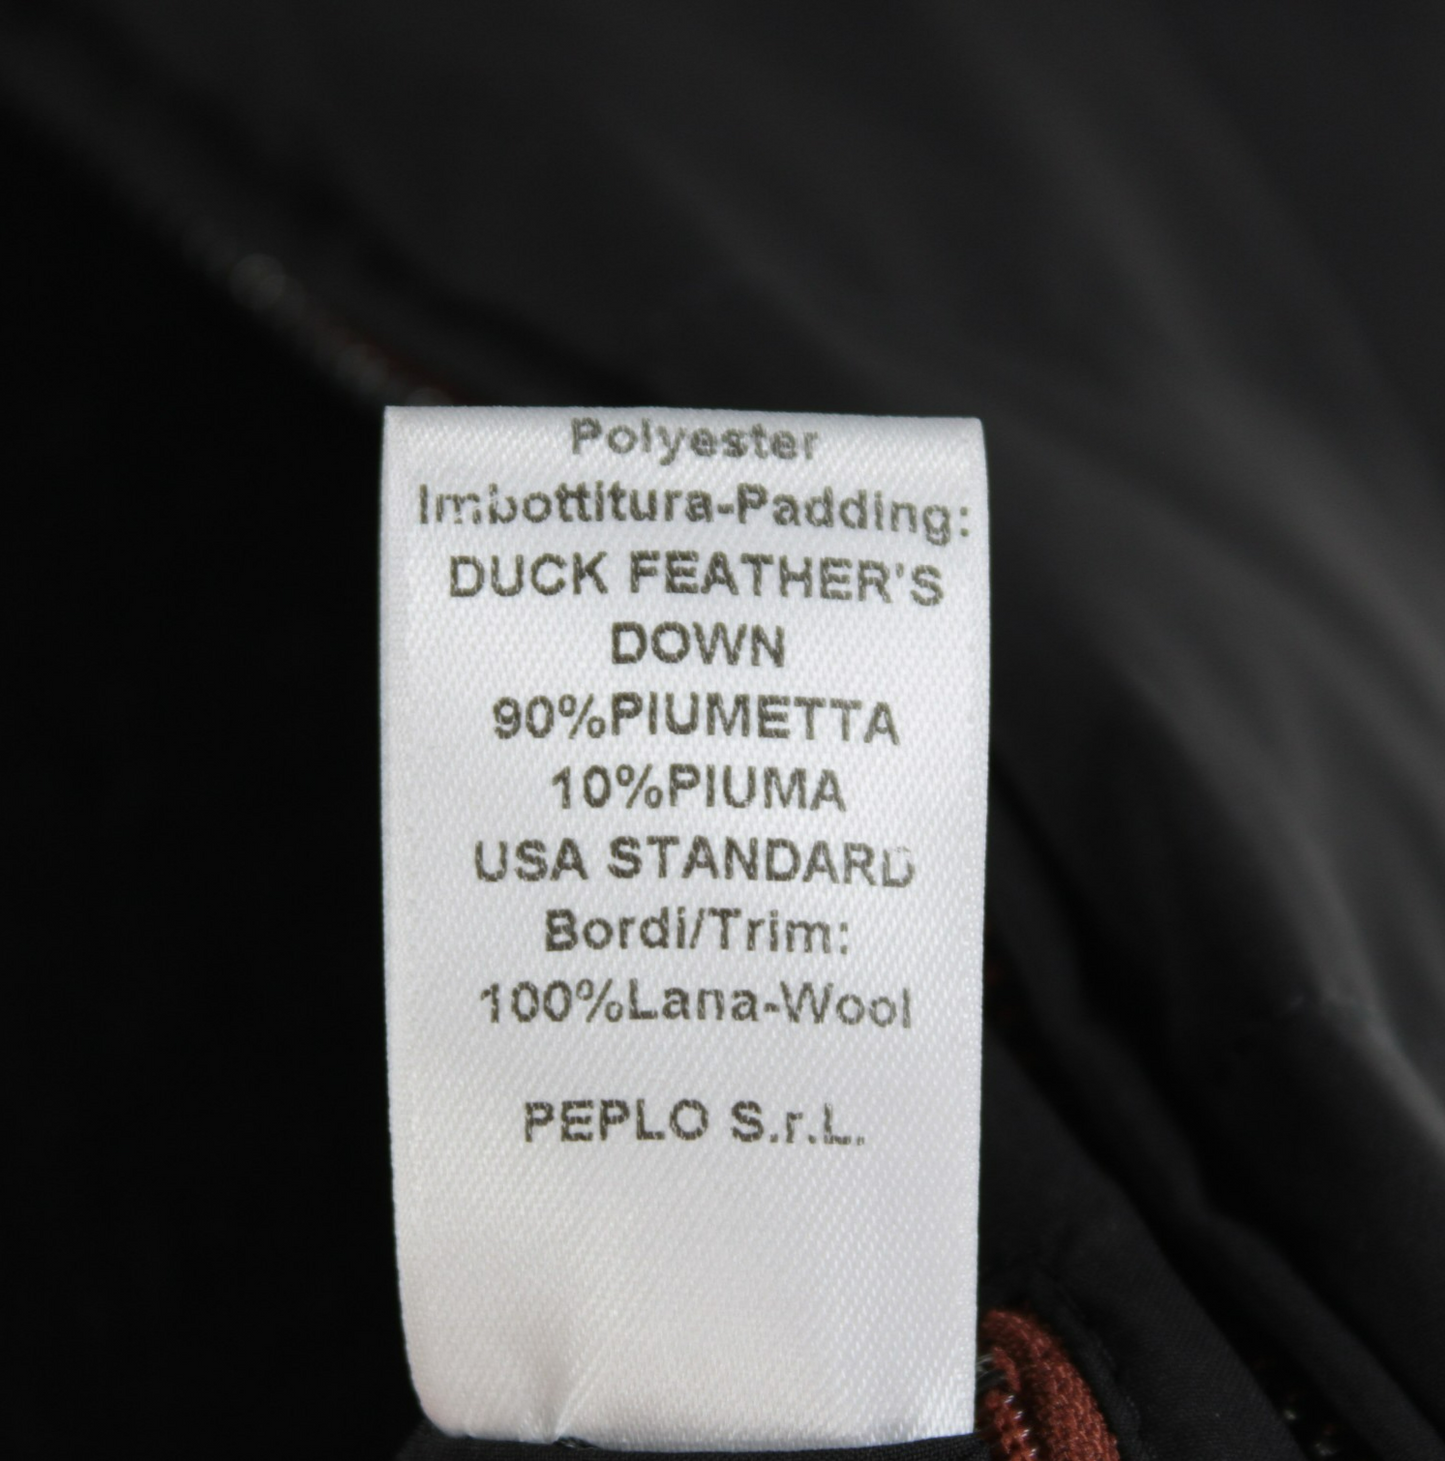 Polyester
Imbottitura-Padding:
DUCK FEATHER'S
DOWN
90%PIUMETTA
10%PIUMA
USA STANDARD
Bordi/Trim:
100%Lana-Wool
PEPLO S.r.L.